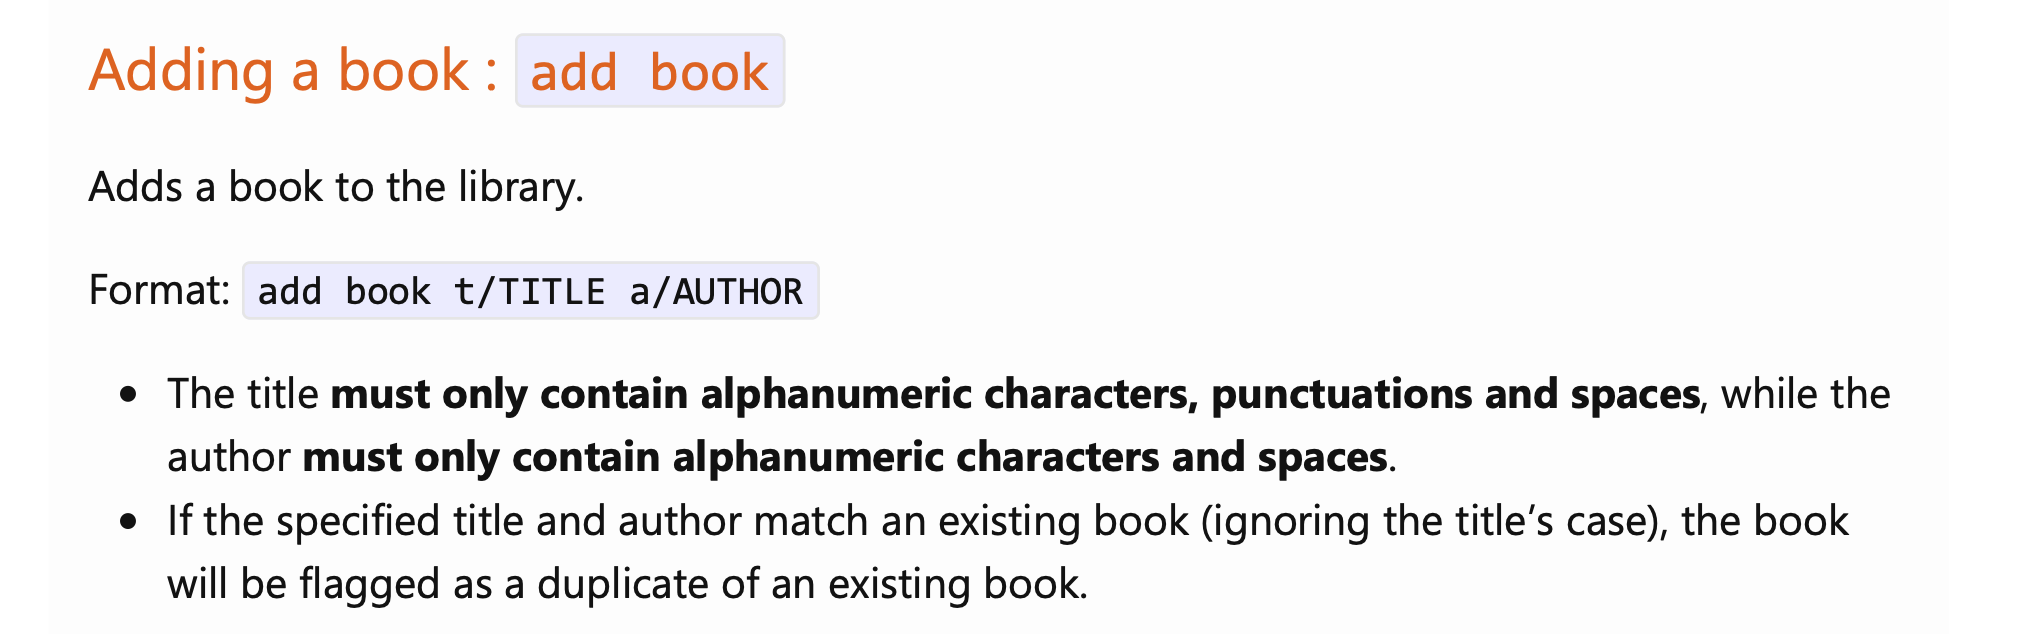 Adding a book : add book
Adds a book to the library.
Format: add book t/TITLE a/AUTHOR
• The title must only contain alphanumeric characters, punctuations and spaces, while the
author must only contain alphanumeric characters and spaces.
• If the specified title and author match an existing book (ignoring the title’s case), the book
will be flagged as a duplicate of an existing book.